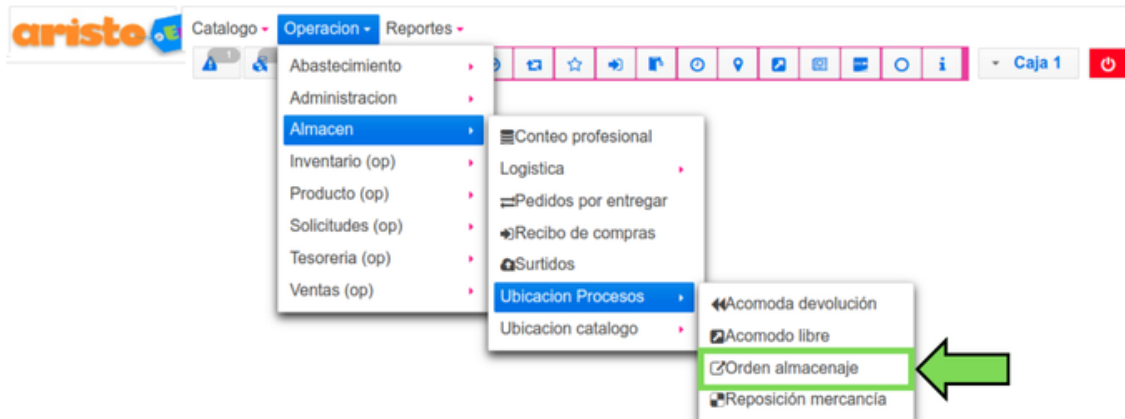 aristo
Catalogo Operacion Reportes
1
Caja 1
Abastecimiento
Administracion
Almacen
Inventario (op)
Producto (op)
Solicitudes (op)
Tesoreria (op)
Ventas (op)
Conteo profesional
Logistica
Pedidos por entregar
Recibo de compras
Surtidos
Ubicacion Procesos
Ubicacion catalogo
Acomoda devolución
Acomodo libre
Orden almacenaje
Reposición mercancía